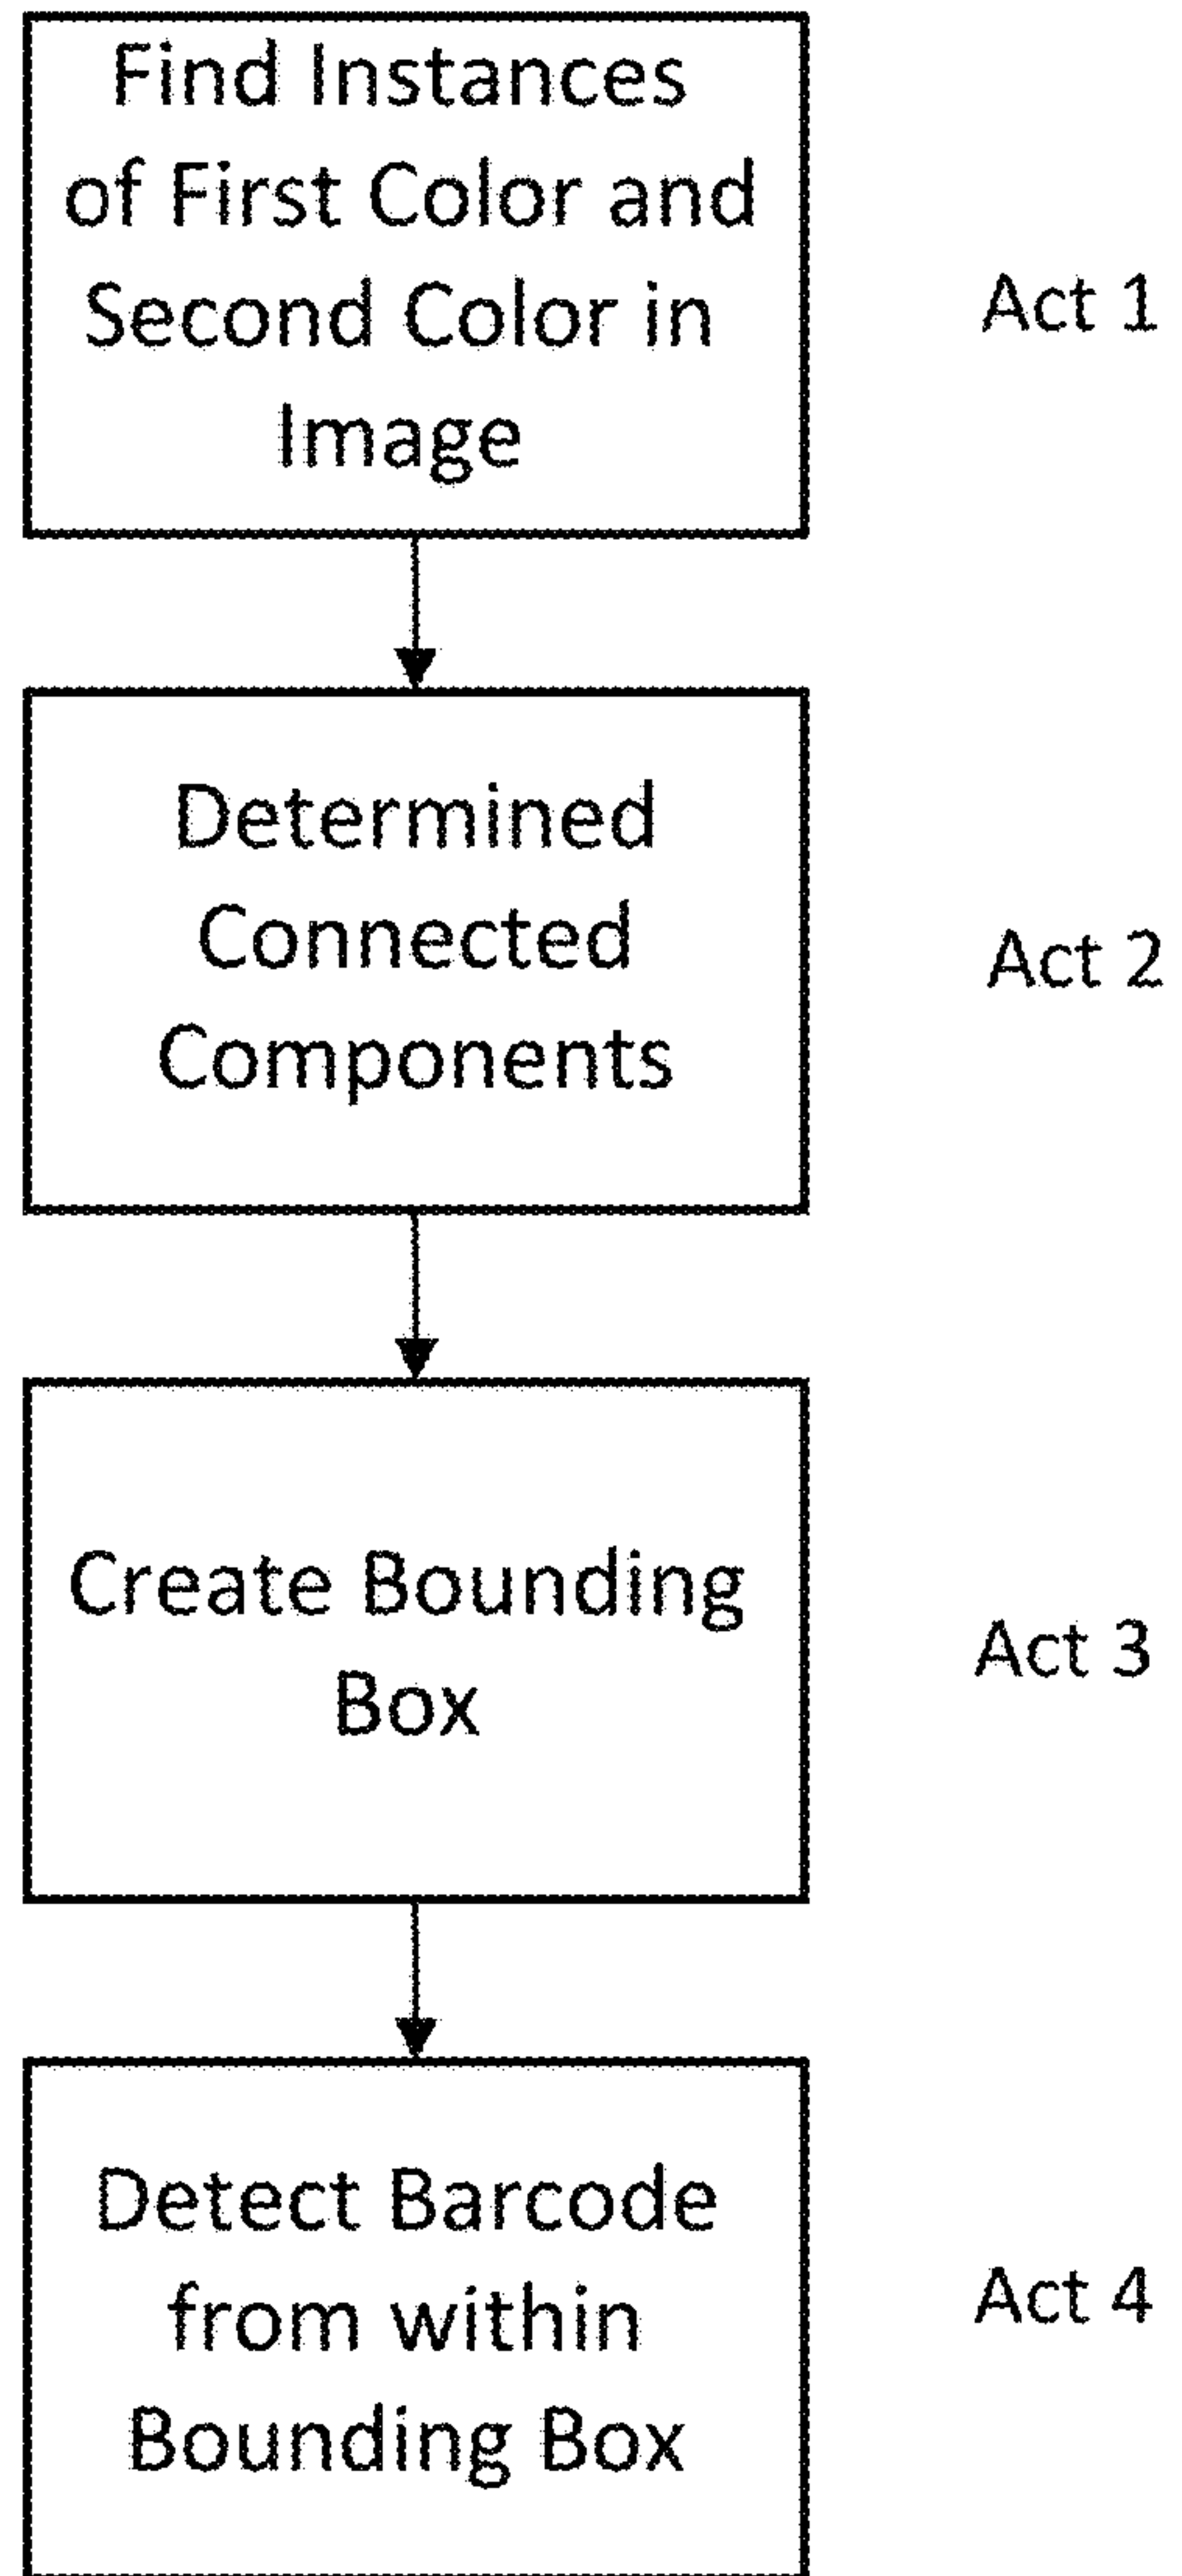 Find Instances
of First Color and
Second Color in
Image
Act 1
Determined
Connected
Components
Act 2
Create Bounding
Box
Act 3
Detect Barcode
from within
Bounding Box
Act 4